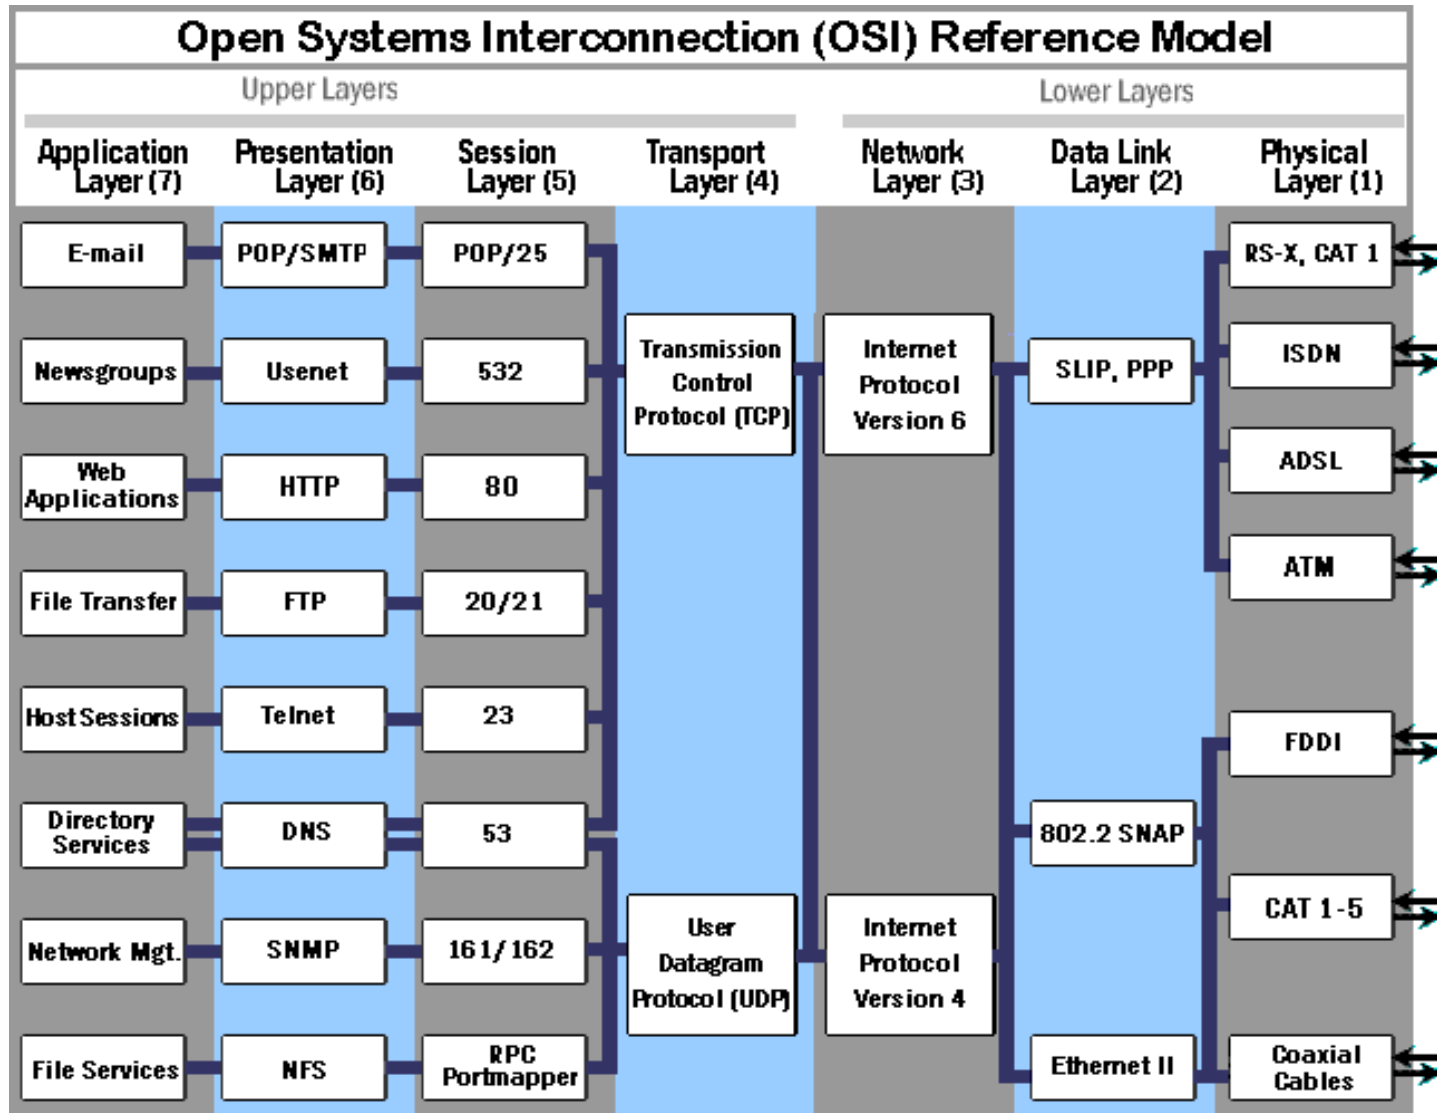 Open Systems Interconnection (OSI) Reference Model
Upper Layers
Lower Layers
Application
Layer (7)
Presentation
Layer (6)
Session
Layer (5)
Transport
Layer (4)
Network
Layer (3)
Data Link
Layer (2)
Physical
Layer (1)
E-mail
POP/SMTP
POP/25
RS-X, CAT 1
Newsgroups
Usenet
532
Transmission
Control
Protocol (TCP)
Internet
Protocol
Version 6
SLIP, PPP
ISDN
Web
Applications
HTTP
80
ADSL
File Transfer
FTP
20/21
ATM
Host Sessions
Telnet
23
FDDI
Directory
Services
DNS
53
802.2 SNAP
Network Mgt.
SNMP
161/162
User
Datagram
Protocol (UDP)
Internet
Protocol
Version 4
CAT 1-5
File Services
NFS
RPC
Portmapper
Ethernet II
Coaxial
Cables